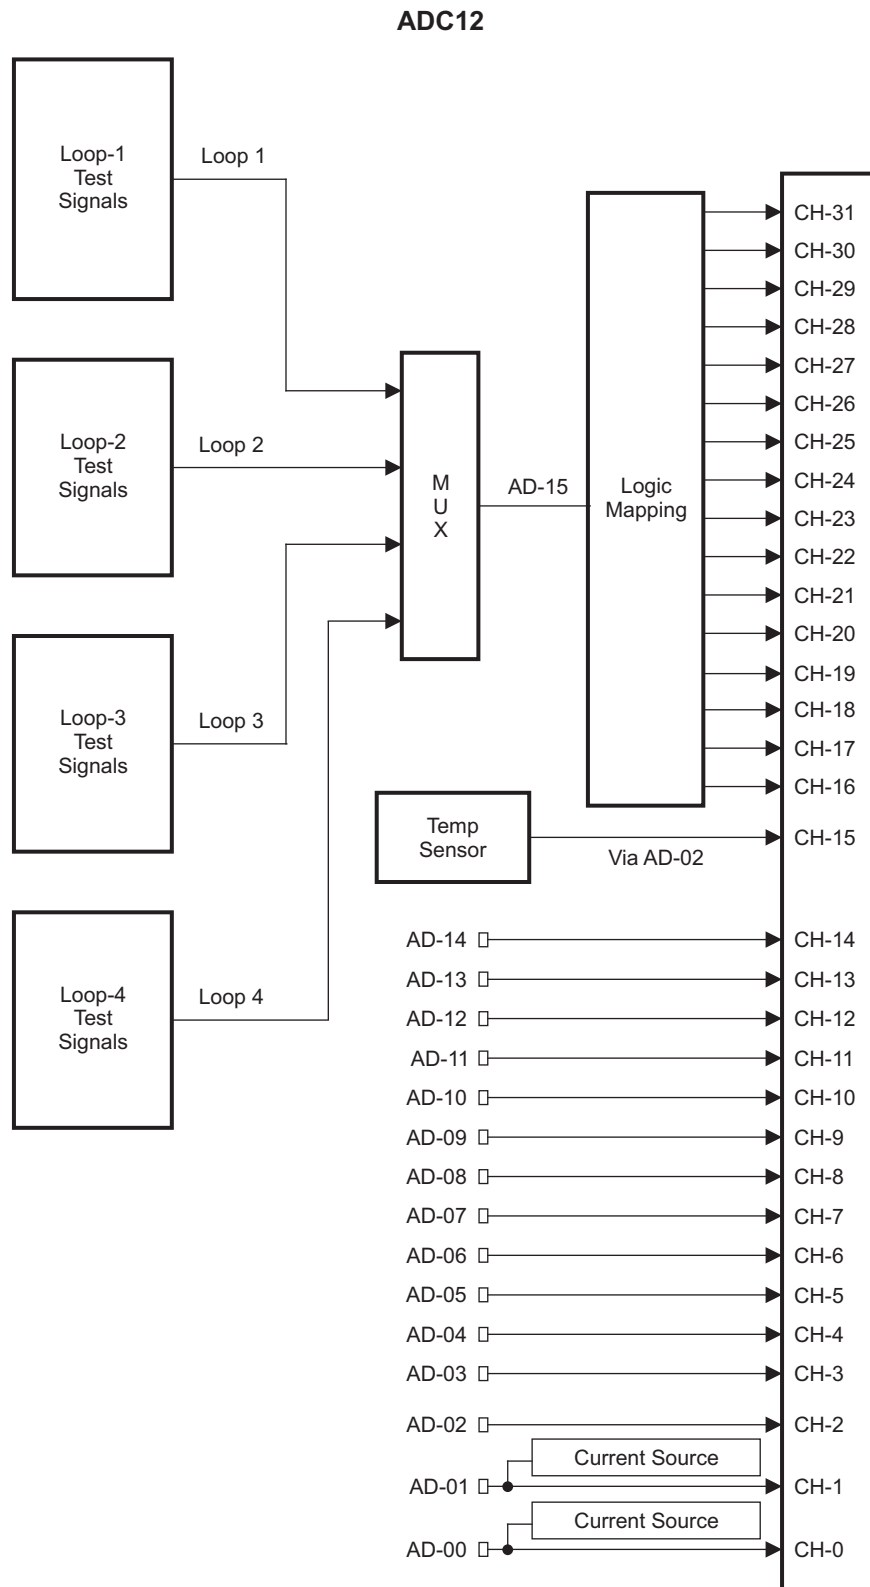 ADC12
Loop-1
Test
Signals
Loop 1
Loop-2
Test
Signals
Loop 2
Loop-3
Test
Signals
Loop 3
Loop-4
Test
Signals
Loop 4
M
U
X
AD-15
Logic
Mapping
CH-31
CH-30
CH-29
CH-28
CH-27
CH-26
CH-25
CH-24
CH-23
CH-22
CH-21
CH-20
CH-19
CH-18
CH-17
CH-16
Temp
Sensor
Via AD-02
CH-15
AD-14 CH-14
AD-13 CH-13
AD-12 CH-12
AD-11 CH-11
AD-10 CH-10
AD-09 CH-9
AD-08 CH-8
AD-07 CH-7
AD-06 CH-6
AD-05 CH-5
AD-04 CH-4
AD-03 CH-3
AD-02 CH-2
Current Source
AD-01 CH-1
Current Source
AD-00 CH-0